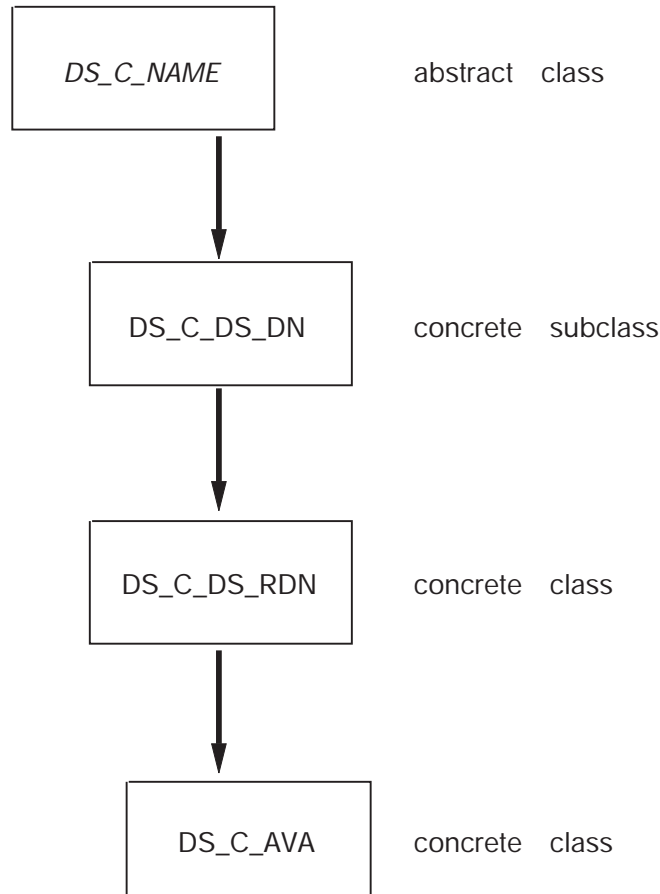 DS_C_NAME abstract class
DS_C_DS_DN concrete subclass
DS_C_DS_RDN concrete class
DS_C_AVA concrete class